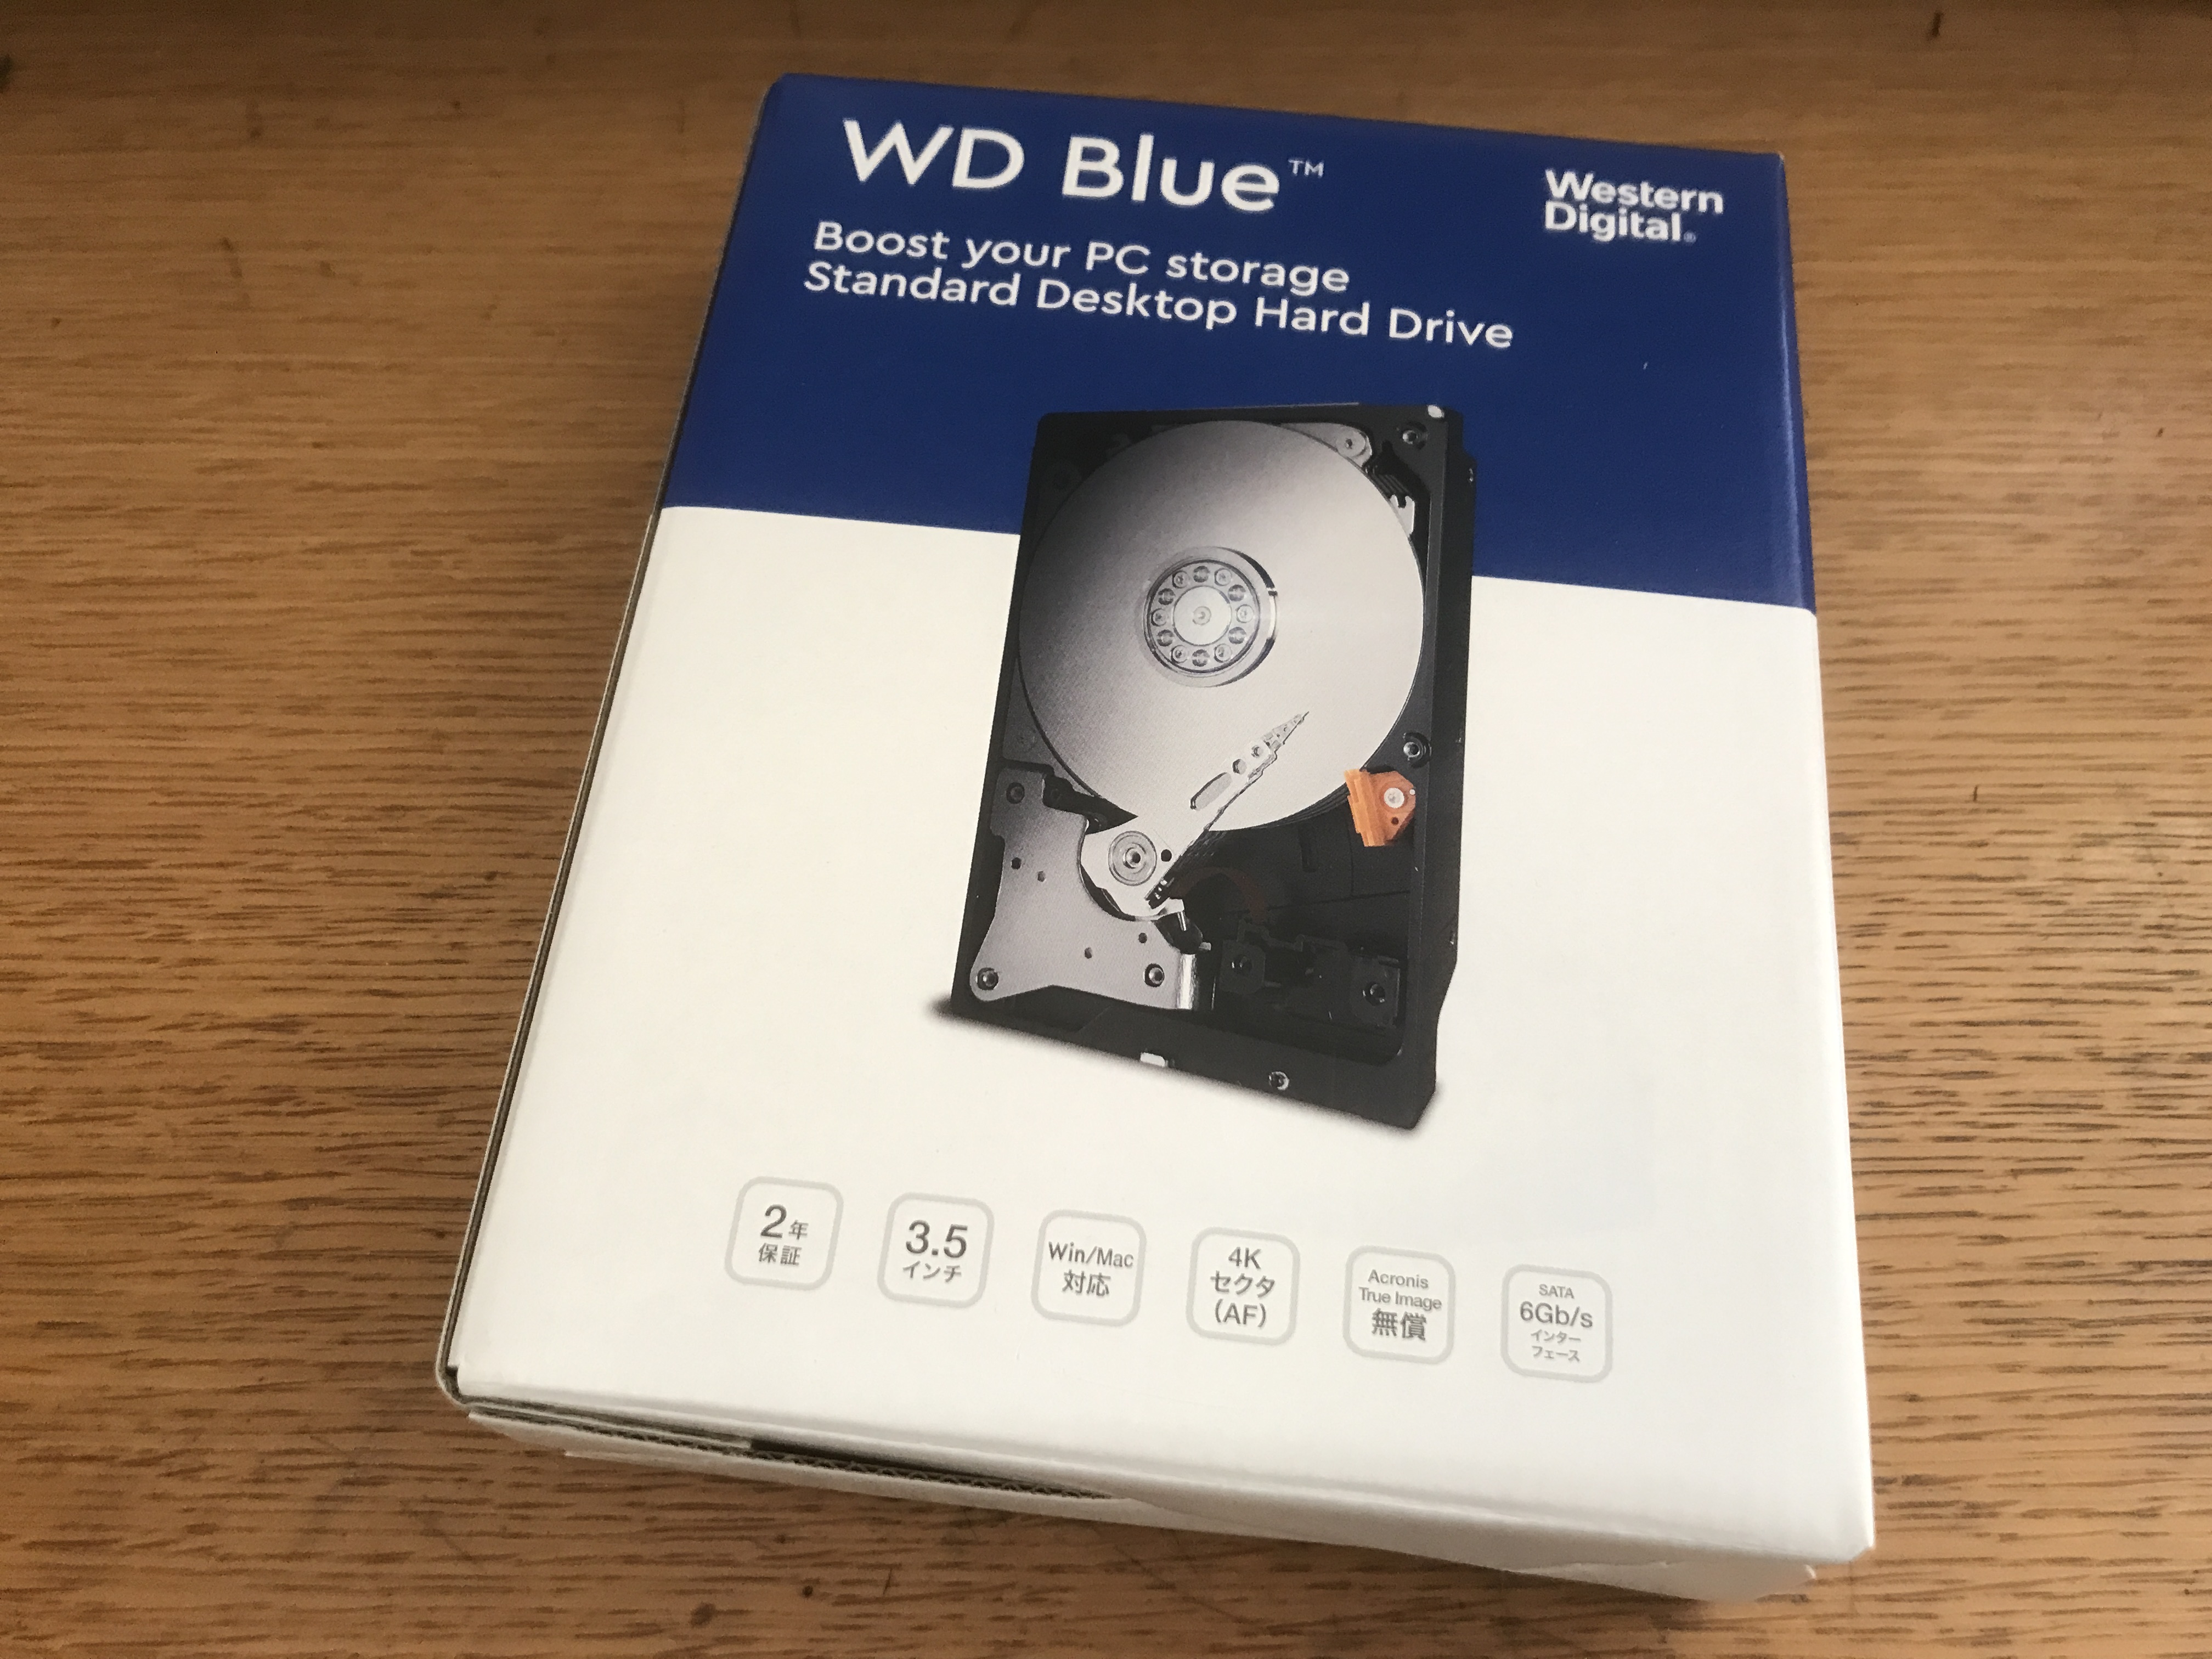 WD Blue™
Western
Digital®
Boost your PC storage
Standard Desktop Hard Drive
2年
保証
3.5
インチ
Win/Mac
対応
4K
セクタ
(AF)
Acronis
True Image
無償
SATA
6Gb/s
インター
フェース